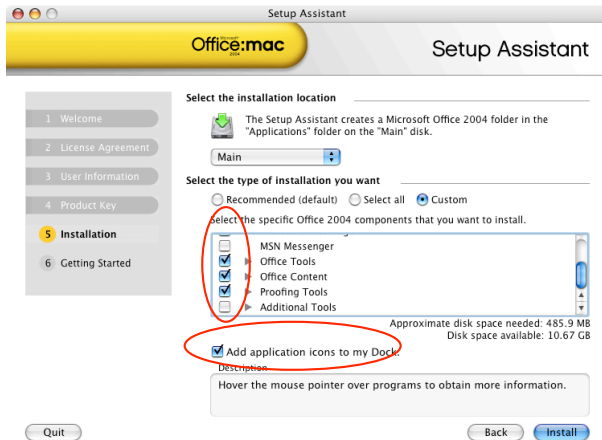 Setup Assistant
Microsoft
Office:mac
2004
Setup Assistant
1 Welcome
2 License Agreement
3 User Information
4 Product Key
5 Installation
6 Getting Started
Select the installation location
The Setup Assistant creates a Microsoft Office 2004 folder in the
"Applications" folder on the "Main" disk.
Main
Select the type of installation you want
Recommended (default) Select all Custom
Select the specific Office 2004 components that you want to install.
MSN Messenger
Office Tools
Office Content
Proofing Tools
Additional Tools
Approximate disk space needed: 485.9 MB
Disk space available: 10.67 GB
Add application icons to my Dock.
Description
Hover the mouse pointer over programs to obtain more information.
Quit Back Install